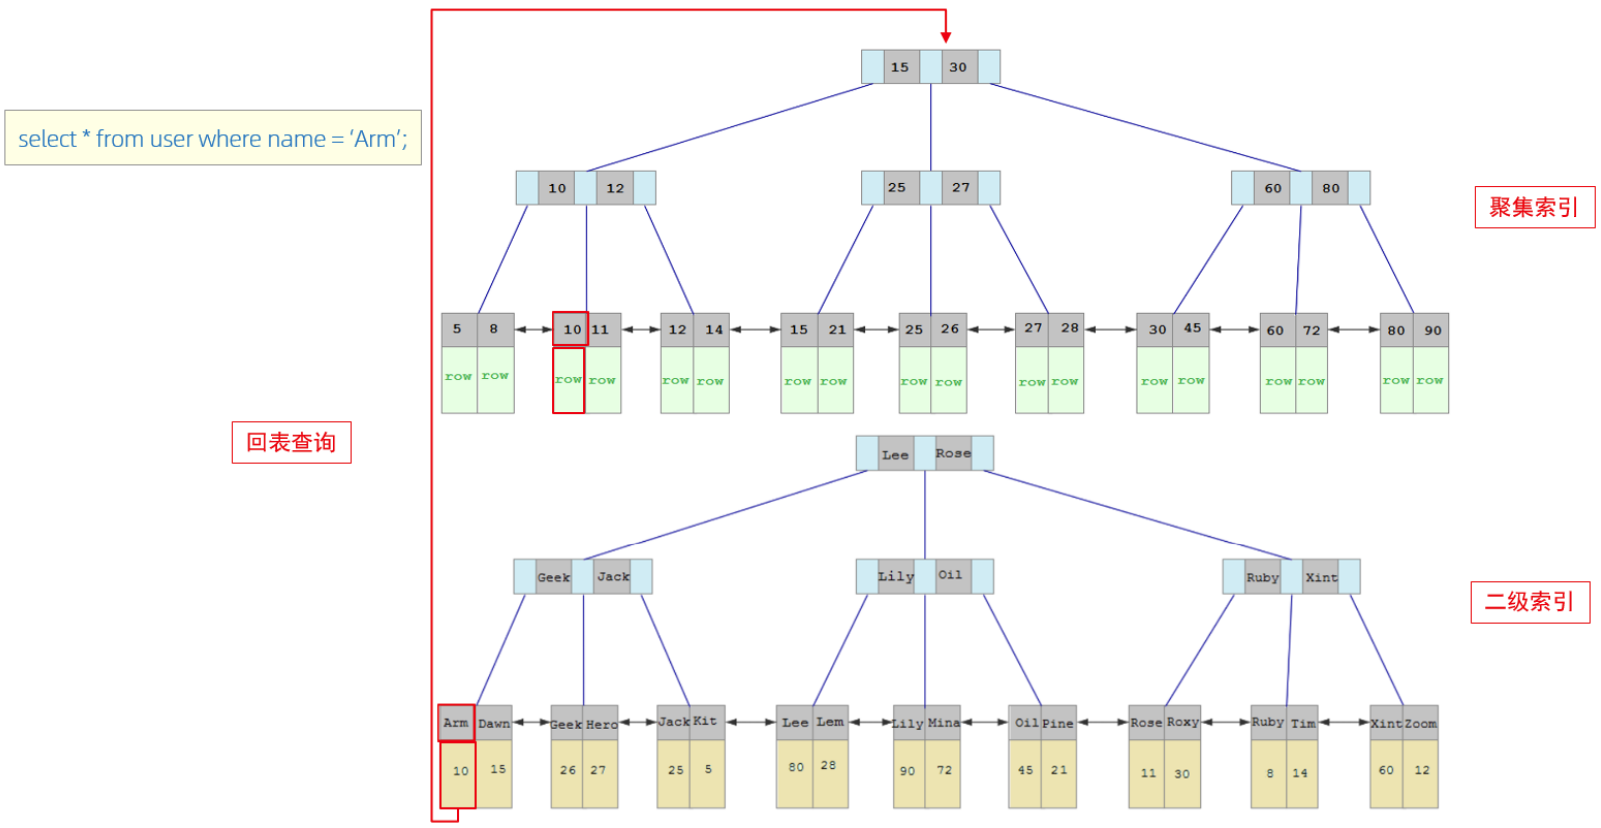 15 30
select * from user where name = ‘Arm’;
10 12 25 27 60 80
聚集索引
5 8 10 11 12 14 15 21 25 26 27 28 30 45 60 72 80 90
row row row row row row row row row row row row row row row row row row
回表查询
Lee Rose
Geek Jack Lily Oil Ruby Xint
二级索引
Arm Dawn Geek Hero Jack Kit Lee Lem Lily Mina Oil Pine Rose Roxy Ruby Tim Xint Zoom
10 15 26 27 25 5 80 28 90 72 45 21 11 30 8 14 60 12